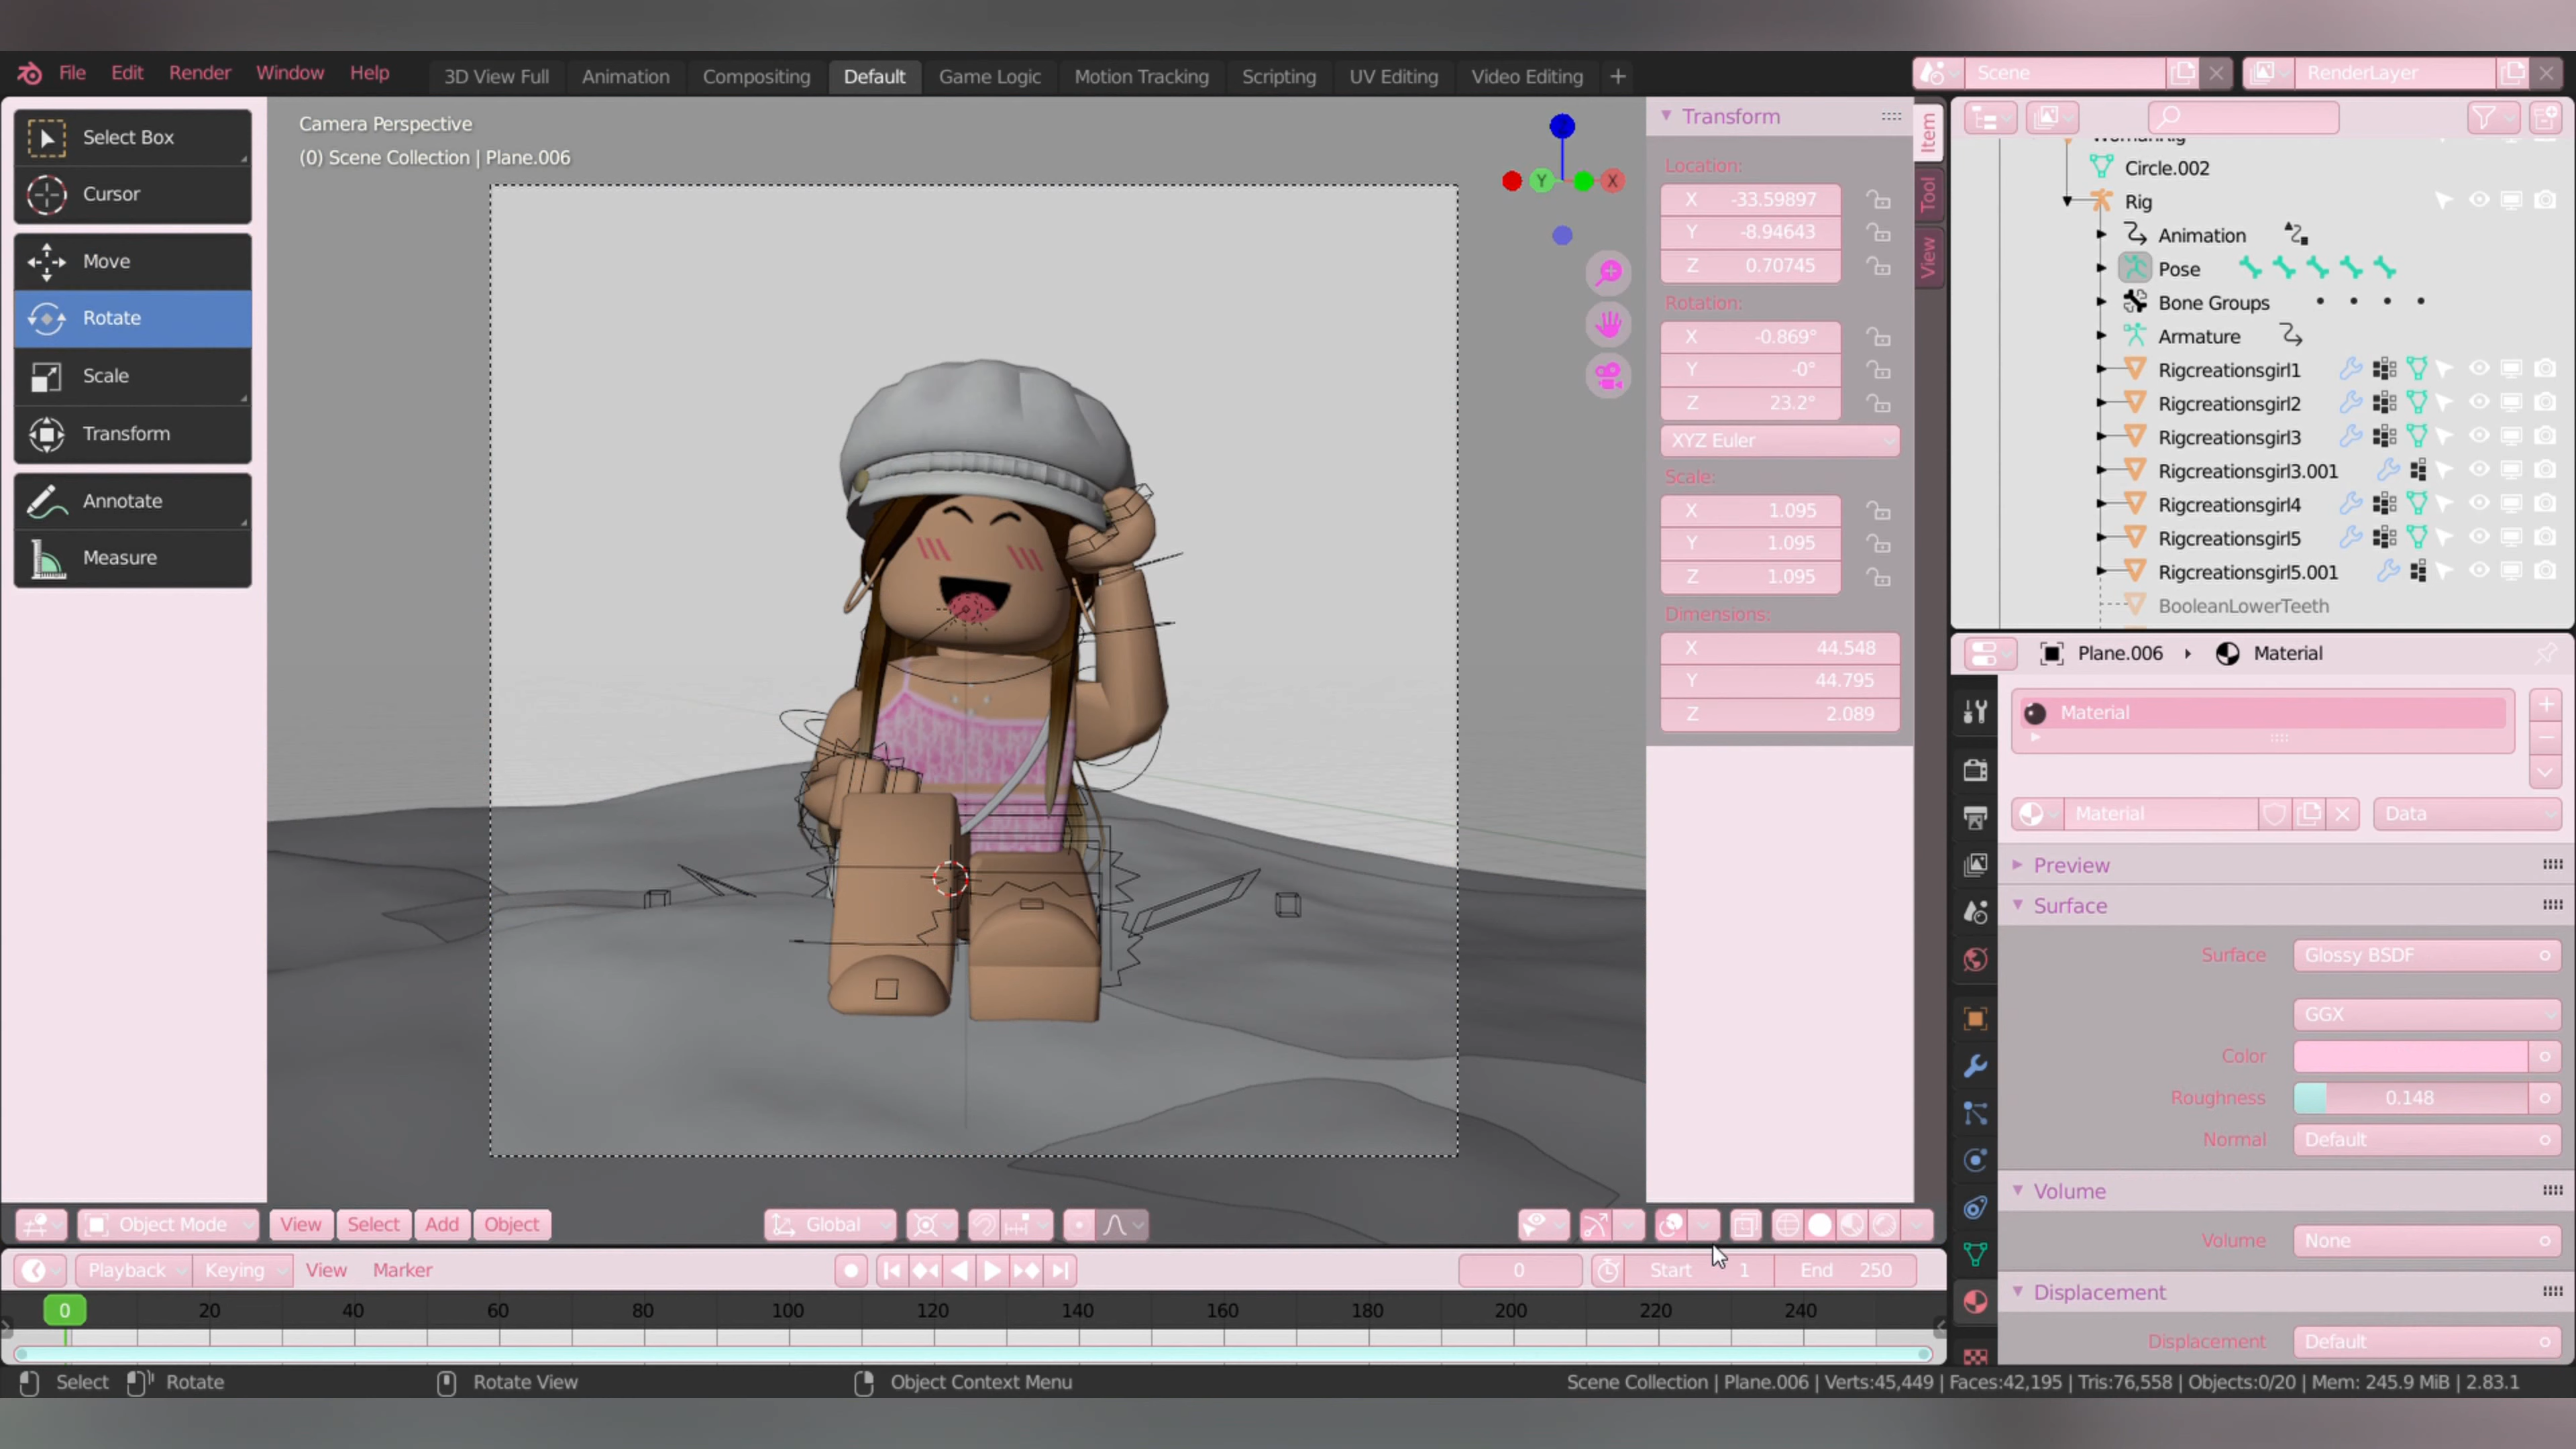 File Edit Render Window Help 3D View Full Animation Compositing Default Game Logic Motion Tracking Scripting UV Editing Video Editing + Scene RenderLayer
Select Box
Cursor
Move
Rotate
Scale
Transform
Annotate
Measure
Camera Perspective
(0) Scene Collection | Plane.006
Y X
Transform
Location:
X -33.59897
Y -8.94643
Z 0.70745
Rotation:
X -0.869°
Y -0°
Z 23.2°
XYZ Euler
Scale:
X 1.095
Y 1.095
Z 1.095
Dimensions:
X 44.548
Y 44.795
Z 2.089
Item
Tool
View
Circle.002
Rig
Animation
Pose
Bone Groups
Armature
Rigcreationsgirl1
Rigcreationsgirl2
Rigcreationsgirl3
Rigcreationsgirl3.001
Rigcreationsgirl4
Rigcreationsgirl5
Rigcreationsgirl5.001
BooleanLowerTeeth
Plane.006 Material
Material
Material Data
Preview
Surface
Surface Glossy BSDF
GGX
Color
Roughness 0.148
Normal Default
Volume
Volume None
Displacement
Displacement Default
Object Mode View Select Add Object Global
Playback Keying View Marker 0 Start 1 End 250
0 20 40 60 80 100 120 140 160 180 200 220 240
Select Rotate Rotate View Object Context Menu Scene Collection | Plane.006 | Verts:45,449 | Faces:42,195 | Tris:76,558 | Objects:0/20 | Mem: 245.9 MiB | 2.83.1